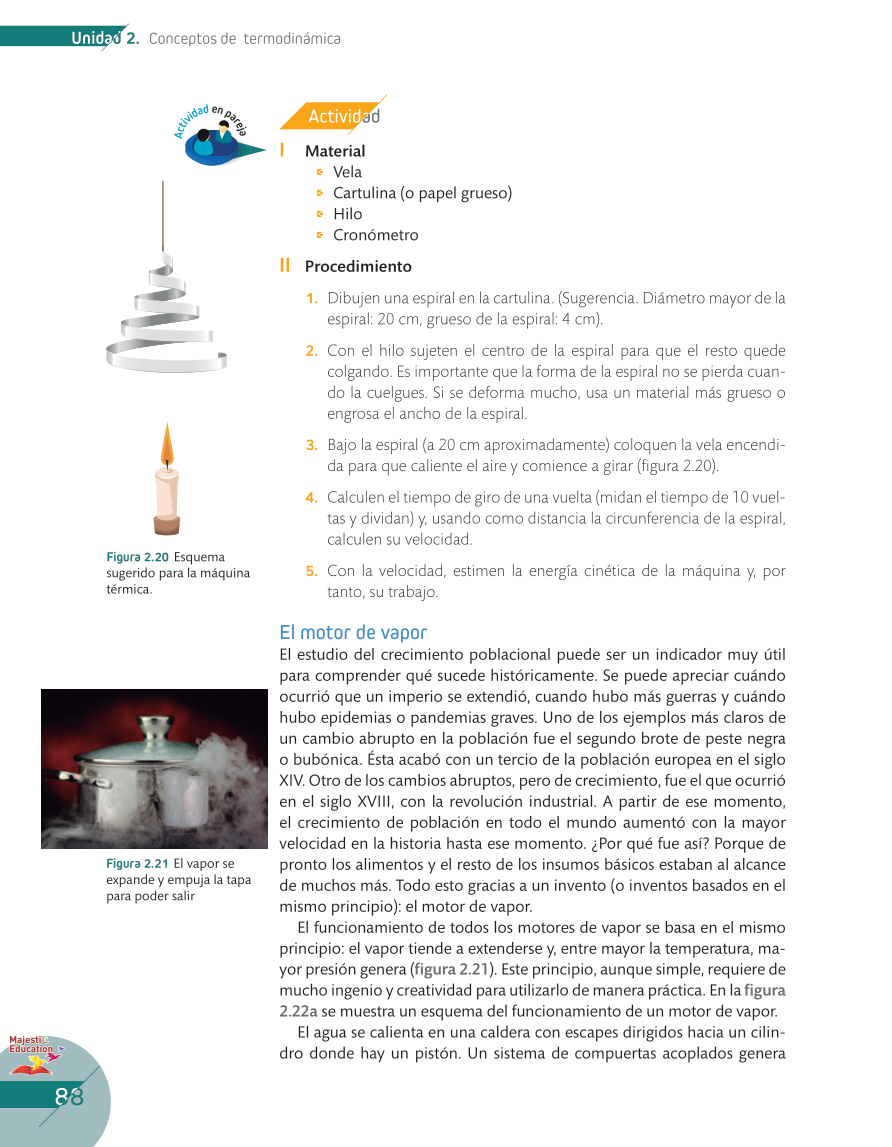 Unidad 2. Conceptos de termodinámica
Actividad en pareja
Actividad
I Material
Vela
Cartulina (o papel grueso)
Hilo
Cronómetro
II Procedimiento
1. Dibujen una espiral en la cartulina. (Sugerencia. Diámetro mayor de la
espiral: 20 cm, grueso de la espiral: 4 cm).
2. Con el hilo sujeten el centro de la espiral para que el resto quede
colgando. Es importante que la forma de la espiral no se pierda cuan-
do la cuelgues. Si se deforma mucho, usa un material más grueso o
engrosa el ancho de la espiral.
3. Bajo la espiral (a 20 cm aproximadamente) coloquen la vela encendi-
da para que caliente el aire y comience a girar (figura 2.20).
4. Calculen el tiempo de giro de una vuelta (midan el tiempo de 10 vuel-
tas y dividan) y, usando como distancia la circunferencia de la espiral,
calculen su velocidad.
5. Con la velocidad, estimen la energía cinética de la máquina y, por
tanto, su trabajo.
Figura 2.20 Esquema
sugerido para la máquina
térmica.
El motor de vapor
El estudio del crecimiento poblacional puede ser un indicador muy útil
para comprender qué sucede históricamente. Se puede apreciar cuándo
ocurrió que un imperio se extendió, cuando hubo más guerras y cuándo
hubo epidemias o pandemias graves. Uno de los ejemplos más claros de
un cambio abrupto en la población fue el segundo brote de peste negra
o bubónica. Ésta acabó con un tercio de la población europea en el siglo
XIV. Otro de los cambios abruptos, pero de crecimiento, fue el que ocurrió
en el siglo XVIII, con la revolución industrial. A partir de ese momento,
el crecimiento de población en todo el mundo aumentó con la mayor
velocidad en la historia hasta ese momento. ¿Por qué fue así? Porque de
pronto los alimentos y el resto de los insumos básicos estaban al alcance
de muchos más. Todo esto gracias a un invento (o inventos basados en el
mismo principio): el motor de vapor.
El funcionamiento de todos los motores de vapor se basa en el mismo
principio: el vapor tiende a extenderse y, entre mayor la temperatura, ma-
yor presión genera (figura 2.21). Este principio, aunque simple, requiere de
mucho ingenio y creatividad para utilizarlo de manera práctica. En la figura
2.22a se muestra un esquema del funcionamiento de un motor de vapor.
El agua se calienta en una caldera con escapes dirigidos hacia un cilin-
dro donde hay un pistón. Un sistema de compuertas acoplados genera
Figura 2.21 El vapor se
expande y empuja la tapa
para poder salir
Majestic
Education
88